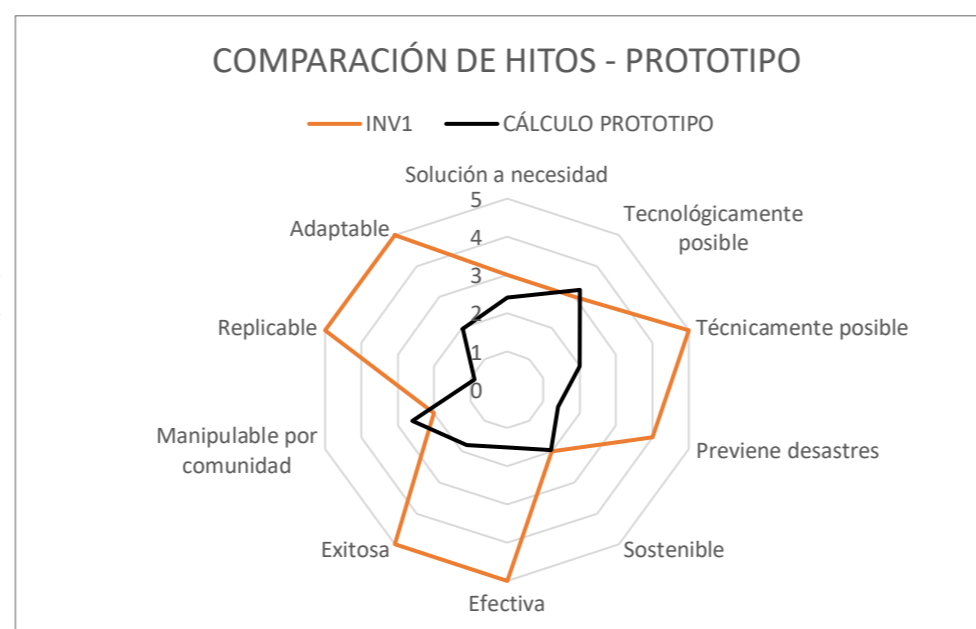 COMPARACIÓN DE HITOS - PROTOTIPO
INV1
CÁLCULO PROTOTIPO
Solución a necesidad
Tecnológicamente
posible
Técnicamente posible
Previene desastres
Sostenible
Efectiva
Exitosa
Manipulable por
comunidad
Replicable
Adaptable
5
4
3
2
1
0